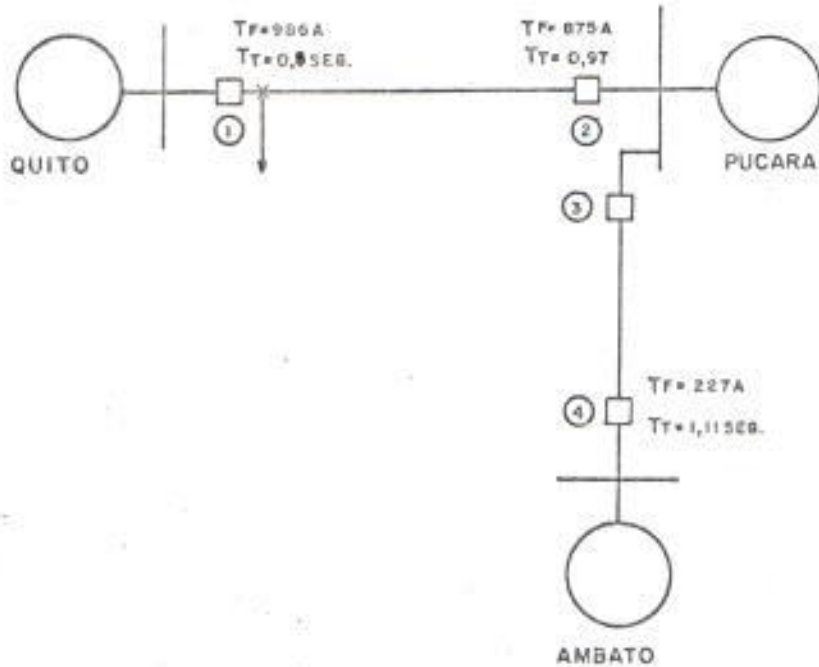 TF=986A
TT=0,8SEG.
TF=875A
TT=0,97
1
2
QUITO
PUCARA
3
4
TF=227A
TT=1,11SEG.
AMBATO